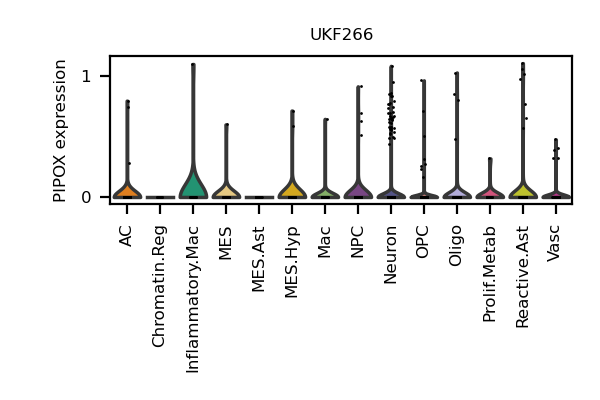 UKF266
PIPOX expression
1
0
AC
Chromatin.Reg
Inflammatory.Mac
MES
MES.Ast
MES.Hyp
Mac
NPC
Neuron
OPC
Oligo
Prolif.Metab
Reactive.Ast
Vasc